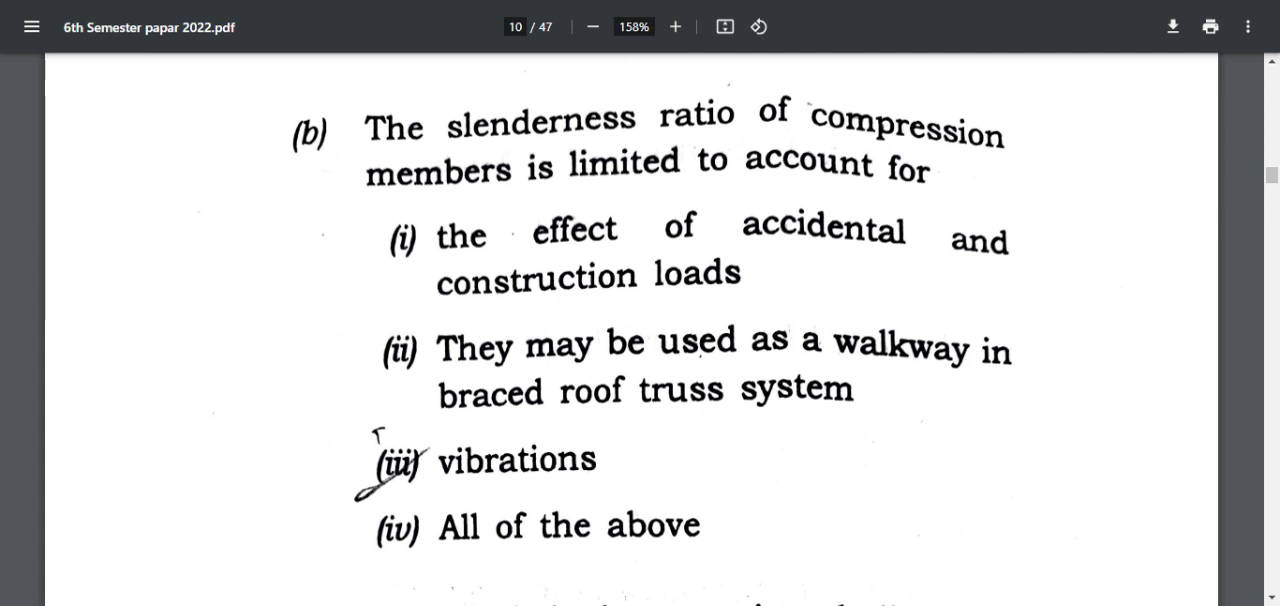 6th Semester papar 2022.pdf
10 / 47
158%
(b) The slenderness ratio of compression
members is limited to account for
(i) the effect of accidental and
construction loads
(ii) They may be used as a walkway in
braced roof truss system
(iii) vibrations
(iv) All of the above